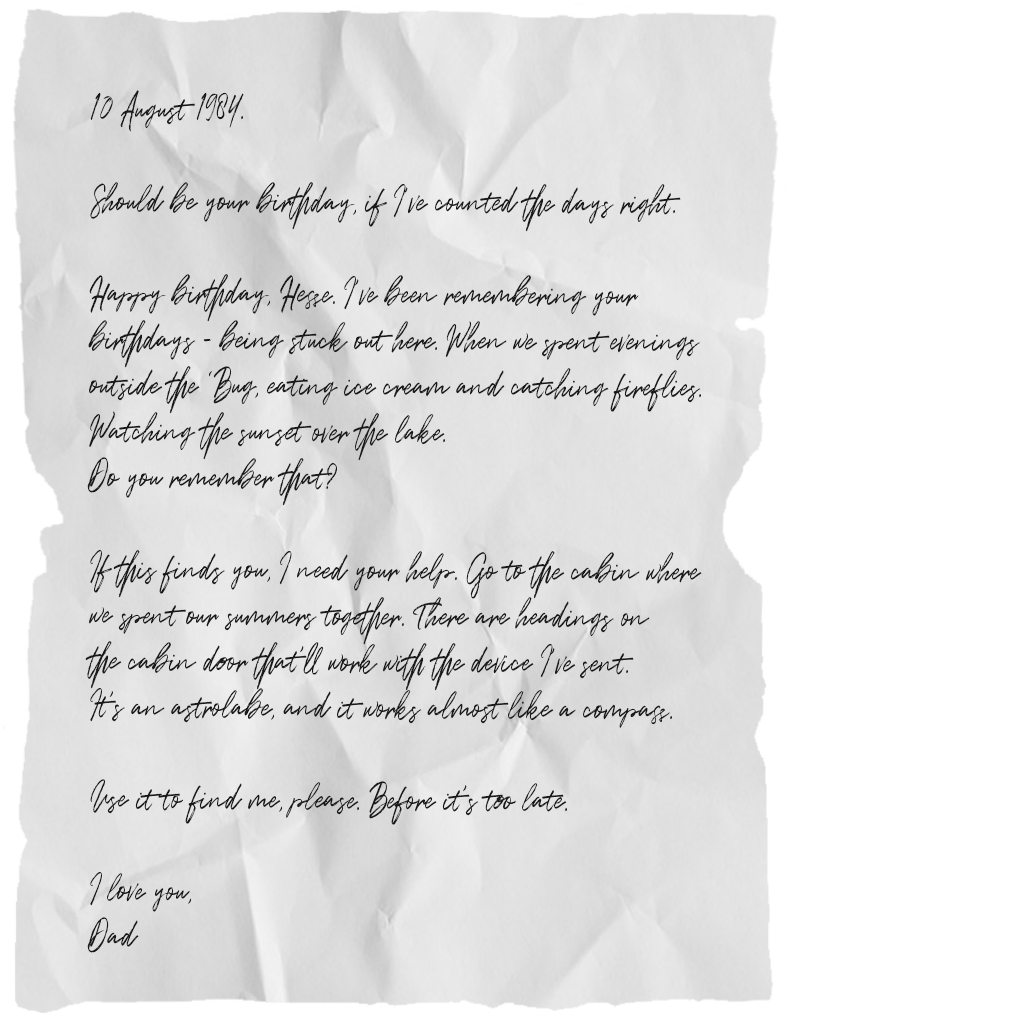 10 August 1984.
Should be your birthday, if I've counted the days right.
Happy birthday, Hesse. I've been remembering your
birthdays - being stuck out here. When we spent evenings
outside the 'Bug, eating ice cream and catching fireflies.
Watching the sunset over the lake.
Do you remember that?
If this finds you, I need your help. Go to the cabin where
we spent our summers together. There are headings on
the cabin door that'll work with the device I've sent.
It's an astrolabe, and it works almost like a compass.
Use it to find me, please. Before it's too late.
I love you,
Dad